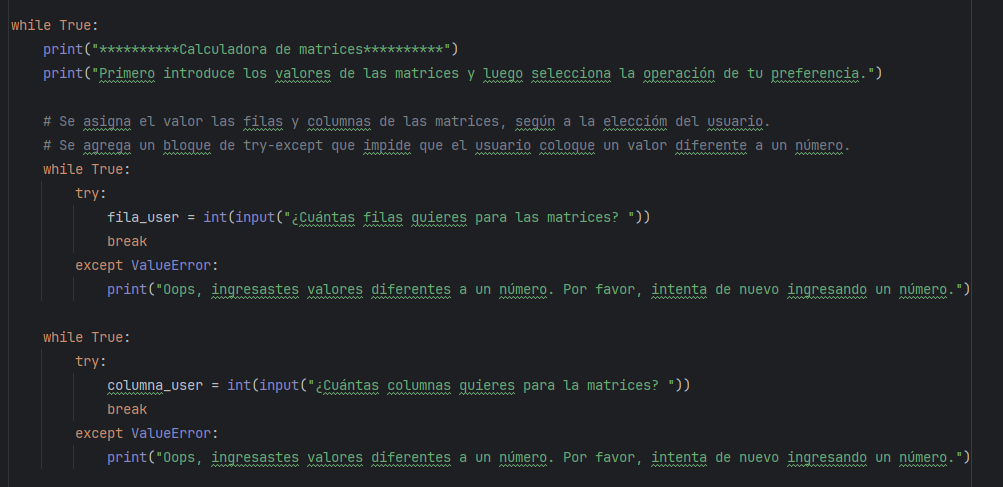 while True:
print("**********Calculadora de matrices**********")
print("Primero introduce los valores de las matrices y luego selecciona la operación de tu preferencia.")
# Se asigna el valor las filas y columnas de las matrices, según a la eleccióm del usuario.
# Se agrega un bloque de try-except que impide que el usuario coloque un valor diferente a un número.
while True:
try:
fila_user = int(input("¿Cuántas filas quieres para las matrices? "))
break
except ValueError:
print("Oops, ingresastes valores diferentes a un número. Por favor, intenta de nuevo ingresando un número.")
while True:
try:
columna_user = int(input("¿Cuántas columnas quieres para la matrices? "))
break
except ValueError:
print("Oops, ingresastes valores diferentes a un número. Por favor, intenta de nuevo ingresando un número.")